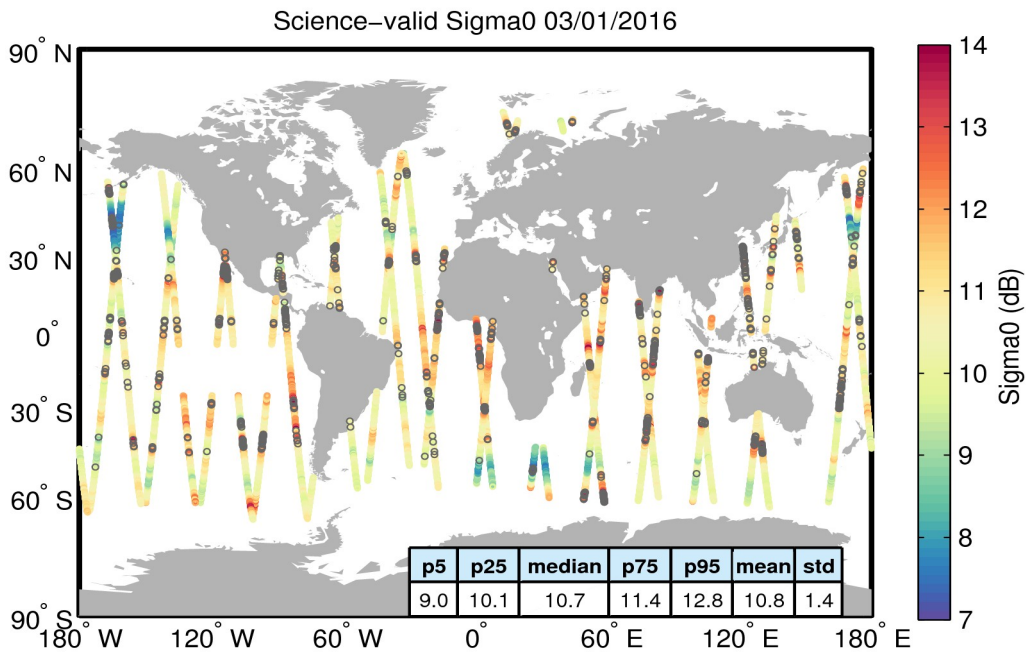 Science−valid Sigma0 03/01/2016
90° N
60° N
30° N
0°
30° S
60° S
90° S
180° W
120° W
60° W
0°
60° E
120° E
180° E
p5 p25 median p75 p95 mean std
9.0 10.1 10.7 11.4 12.8 10.8 1.4
14
13
12
11
10
9
8
7
Sigma0 (dB)